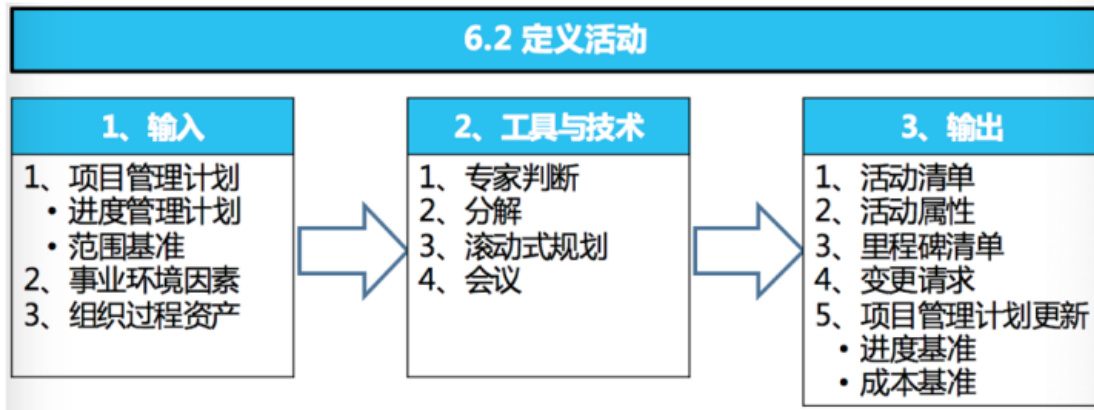 6.2 定义活动
1、输入
1、项目管理计划
• 进度管理计划
• 范围基准
2、事业环境因素
3、组织过程资产
2、工具与技术
1、专家判断
2、分解
3、滚动式规划
4、会议
3、输出
1、活动清单
2、活动属性
3、里程碑清单
4、变更请求
5、项目管理计划更新
• 进度基准
• 成本基准